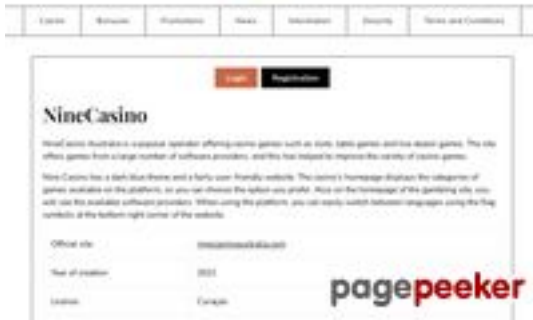 Casino Bonuses Promotions News Information Security Terms and Conditions
Login Registration
NineCasino
NineCasino Australia is a popular operator offering casino games such as slots, table games and live dealer games. The site
offers games from a large number of software providers, and this has helped to improve the variety of casino games.
Nine Casino has a dark blue theme and a fairly user-friendly website. The casino's homepage displays the categories of
games available on the platform, so you can choose the option you prefer. Also on the homepage of the gambling site, you
will see the available software providers. When using the platform, you can easily switch between languages using the flag
symbols at the bottom right corner of the website.
Official site
Year of creation
License Curaçao
pagepeeker